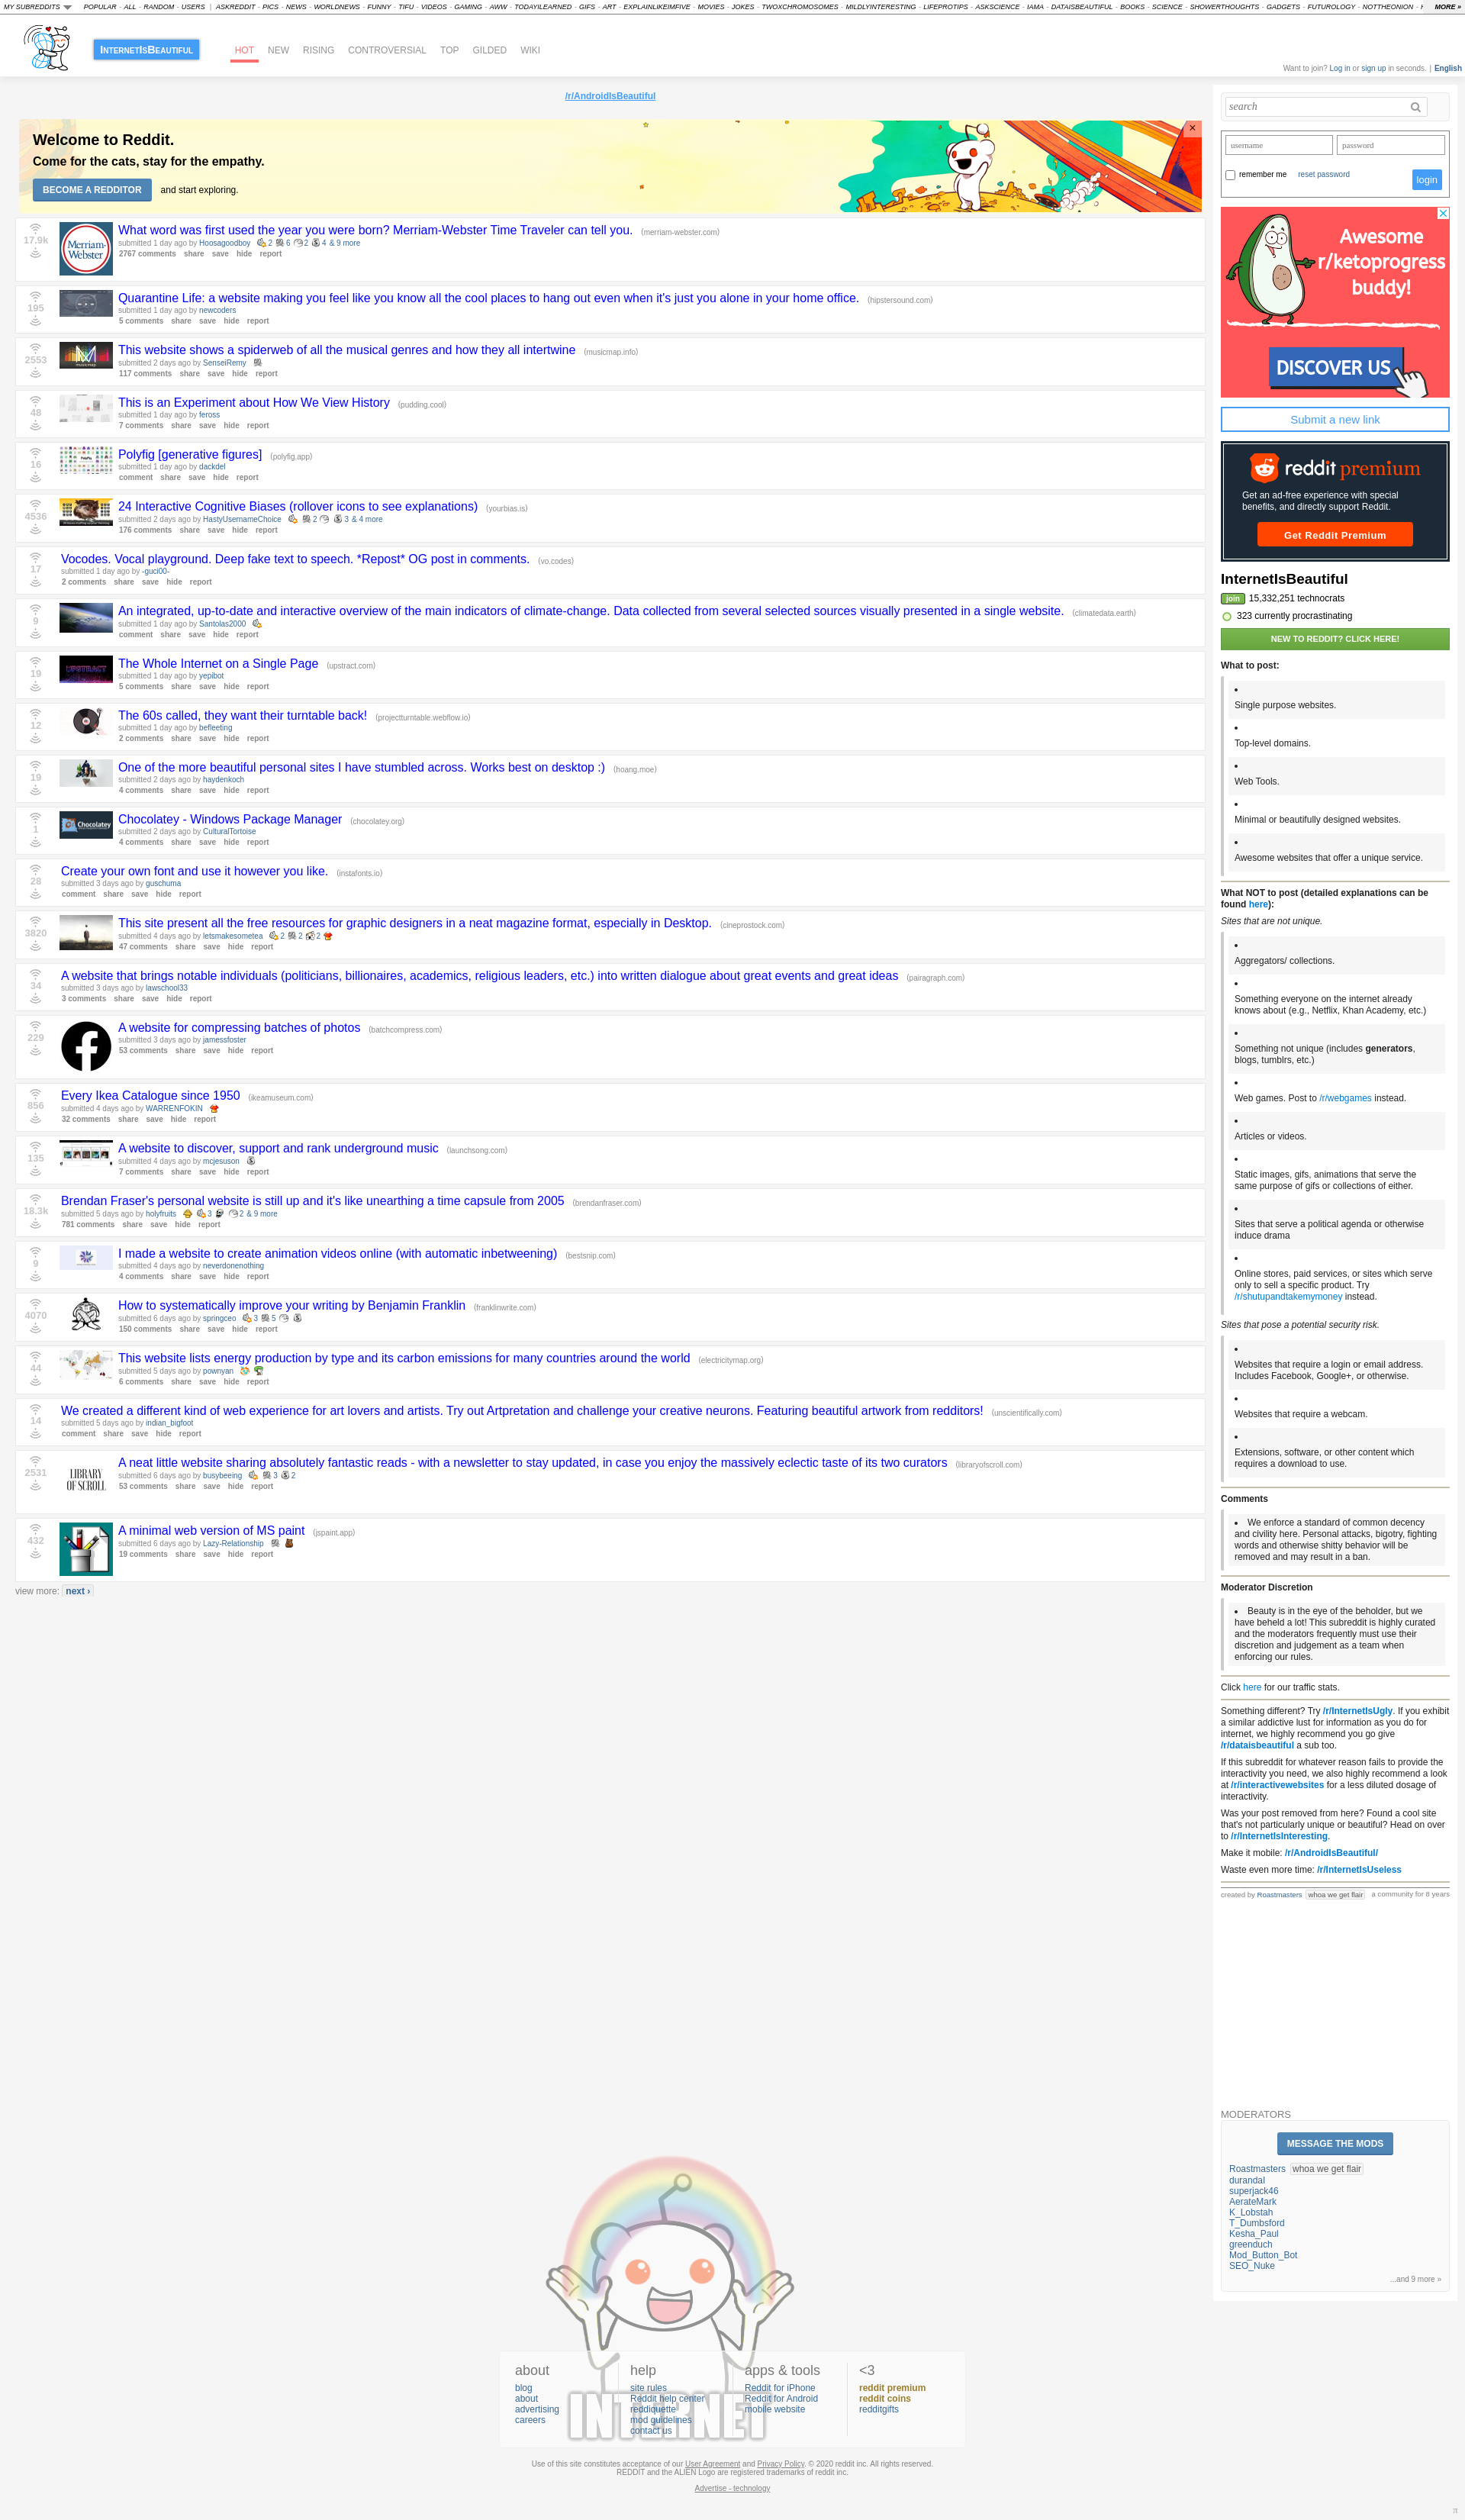 MY SUBREDDITS POPULAR - ALL - RANDOM - USERS | ASKREDDIT - PICS - NEWS - WORLDNEWS - FUNNY - TIFU - VIDEOS - GAMING - AWW - TODAYILEARNED - GIFS - ART - EXPLAINLIKEIMFIVE - MOVIES - JOKES - TWOXCHROMOSOMES - MILDLYINTERESTING - LIFEPROTIPS - ASKSCIENCE - IAMA - DATAISBEAUTIFUL - BOOKS - SCIENCE - SHOWERTHOUGHTS - GADGETS - FUTUROLOGY - NOTTHEONION - MORE »
InternetIsBeautiful HOT NEW RISING CONTROVERSIAL TOP GILDED WIKI
Want to join? Log in or sign up in seconds. | English
/r/AndroidIsBeautiful
Welcome to Reddit.
Come for the cats, stay for the empathy.
BECOME A REDDITOR and start exploring.
17.9k
Merriam-Webster
What word was first used the year you were born? Merriam-Webster Time Traveler can tell you. (merriam-webster.com)
submitted 1 day ago by Hoosagoodboy 2 6 2 4 & 9 more
2767 comments share save hide report
195
Quarantine Life: a website making you feel like you know all the cool places to hang out even when it's just you alone in your home office. (hipstersound.com)
submitted 1 day ago by newcoders
5 comments share save hide report
2553
This website shows a spiderweb of all the musical genres and how they all intertwine (musicmap.info)
submitted 2 days ago by SenseiRemy
117 comments share save hide report
48
This is an Experiment about How We View History (pudding.cool)
submitted 1 day ago by feross
7 comments share save hide report
16
Polyfig [generative figures] (polyfig.app)
submitted 1 day ago by dackdel
comment share save hide report
4536
24 Interactive Cognitive Biases (rollover icons to see explanations) (yourbias.is)
submitted 2 days ago by HastyUsernameChoice 2 3 & 4 more
176 comments share save hide report
17
Vocodes. Vocal playground. Deep fake text to speech. *Repost* OG post in comments. (vo.codes)
submitted 1 day ago by -guci00-
2 comments share save hide report
9
An integrated, up-to-date and interactive overview of the main indicators of climate-change. Data collected from several selected sources visually presented in a single website. (climatedata.earth)
submitted 1 day ago by Santolas2000
comment share save hide report
19
UPSTRACT
The Whole Internet on a Single Page (upstract.com)
submitted 1 day ago by yepibot
5 comments share save hide report
12
The 60s called, they want their turntable back! (projectturntable.webflow.io)
submitted 1 day ago by befleeting
2 comments share save hide report
19
One of the more beautiful personal sites I have stumbled across. Works best on desktop :) (hoang.moe)
submitted 2 days ago by haydenkoch
4 comments share save hide report
1
Chocolatey
Chocolatey - Windows Package Manager (chocolatey.org)
submitted 2 days ago by CulturalTortoise
4 comments share save hide report
28
Create your own font and use it however you like. (instafonts.io)
submitted 3 days ago by guschuma
comment share save hide report
3820
This site present all the free resources for graphic designers in a neat magazine format, especially in Desktop. (cineprostock.com)
submitted 4 days ago by letsmakesometea 2 2 2
47 comments share save hide report
34
A website that brings notable individuals (politicians, billionaires, academics, religious leaders, etc.) into written dialogue about great events and great ideas (pairagraph.com)
submitted 3 days ago by lawschool33
3 comments share save hide report
229
A website for compressing batches of photos (batchcompress.com)
submitted 3 days ago by jamessfoster
53 comments share save hide report
856
Every Ikea Catalogue since 1950 (ikeamuseum.com)
submitted 4 days ago by WARRENFOKIN
32 comments share save hide report
135
A website to discover, support and rank underground music (launchsong.com)
submitted 4 days ago by mcjesuson
7 comments share save hide report
18.3k
Brendan Fraser's personal website is still up and it's like unearthing a time capsule from 2005 (brendanfraser.com)
submitted 5 days ago by holyfruits 3 2 & 9 more
781 comments share save hide report
9
I made a website to create animation videos online (with automatic inbetweening) (bestsnip.com)
submitted 4 days ago by neverdonenothing
4 comments share save hide report
4070
How to systematically improve your writing by Benjamin Franklin (franklinwrite.com)
submitted 6 days ago by springceo 3 5
150 comments share save hide report
44
This website lists energy production by type and its carbon emissions for many countries around the world (electricitymap.org)
submitted 5 days ago by pownyan
6 comments share save hide report
14
We created a different kind of web experience for art lovers and artists. Try out Artpretation and challenge your creative neurons. Featuring beautiful artwork from redditors! (unscientifically.com)
submitted 5 days ago by indian_bigfoot
comment share save hide report
2531
LIBRARY OF SCROLL
A neat little website sharing absolutely fantastic reads - with a newsletter to stay updated, in case you enjoy the massively eclectic taste of its two curators (libraryofscroll.com)
submitted 6 days ago by busybeeing 3 2
53 comments share save hide report
432
A minimal web version of MS paint (jspaint.app)
submitted 6 days ago by Lazy-Relationship
19 comments share save hide report
view more: next ›
search
username password
remember me reset password login
Awesome
r/ketoprogress
buddy!
DISCOVER US
Submit a new link
reddit premium
Get an ad-free experience with special
benefits, and directly support Reddit.
Get Reddit Premium
InternetIsBeautiful
join 15,332,251 technocrats
323 currently procrastinating
NEW TO REDDIT? CLICK HERE!
What to post:
Single purpose websites.
Top-level domains.
Web Tools.
Minimal or beautifully designed websites.
Awesome websites that offer a unique service.
What NOT to post (detailed explanations can be
found here):
Sites that are not unique.
Aggregators/ collections.
Something everyone on the internet already
knows about (e.g., Netflix, Khan Academy, etc.)
Something not unique (includes generators,
blogs, tumblrs, etc.)
Web games. Post to /r/webgames instead.
Articles or videos.
Static images, gifs, animations that serve the
same purpose of gifs or collections of either.
Sites that serve a political agenda or otherwise
induce drama
Online stores, paid services, or sites which serve
only to sell a specific product. Try
/r/shutupandtakemymoney instead.
Sites that pose a potential security risk.
Websites that require a login or email address.
Includes Facebook, Google+, or otherwise.
Websites that require a webcam.
Extensions, software, or other content which
requires a download to use.
Comments
We enforce a standard of common decency
and civility here. Personal attacks, bigotry, fighting
words and otherwise shitty behavior will be
removed and may result in a ban.
Moderator Discretion
Beauty is in the eye of the beholder, but we
have beheld a lot! This subreddit is highly curated
and the moderators frequently must use their
discretion and judgement as a team when
enforcing our rules.
Click here for our traffic stats.
Something different? Try /r/InternetIsUgly. If you exhibit
a similar addictive lust for information as you do for
internet, we highly recommend you go give
/r/dataisbeautiful a sub too.
If this subreddit for whatever reason fails to provide the
interactivity you need, we also highly recommend a look
at /r/interactivewebsites for a less diluted dosage of
interactivity.
Was your post removed from here? Found a cool site
that's not particularly unique or beautiful? Head on over
to /r/InternetIsInteresting.
Make it mobile: /r/AndroidIsBeautiful/
Waste even more time: /r/InternetIsUseless
created by Roastmasters whoa we get flair a community for 8 years
MODERATORS
MESSAGE THE MODS
Roastmasters whoa we get flair
durandal
superjack46
AerateMark
K_Lobstah
T_Dumbsford
Kesha_Paul
greenduch
Mod_Button_Bot
SEO_Nuke
...and 9 more »
about
blog
about
advertising
careers
help
site rules
Reddit help center
reddiquette
mod guidelines
contact us
apps & tools
Reddit for iPhone
Reddit for Android
mobile website
<3
reddit premium
reddit coins
redditgifts
INTERNET
Use of this site constitutes acceptance of our User Agreement and Privacy Policy. © 2020 reddit inc. All rights reserved.
REDDIT and the ALIEN Logo are registered trademarks of reddit inc.
Advertise - technology
π